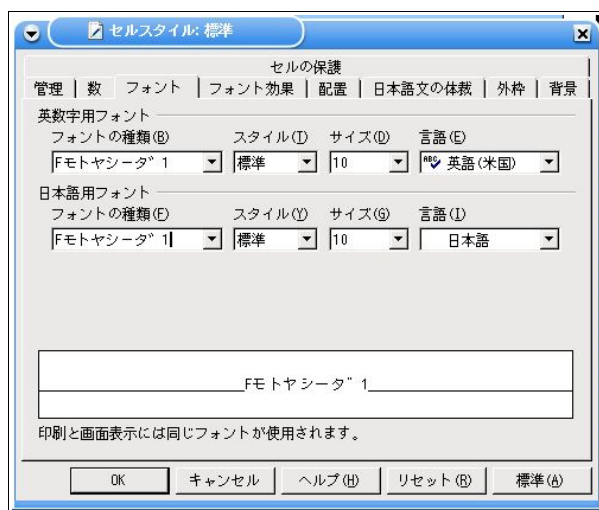 セルスタイル: 標準
セルの保護
管理 数 フォント フォント効果 配置 日本語文の体裁 外枠 背景
英数字用フォント
フォントの種類(B) スタイル(T) サイズ(D) 言語(E)
Fモトヤシータ゛1 標準 10 ABC 英語(米国)
日本語用フォント
フォントの種類(F) スタイル(Y) サイズ(G) 言語(I)
Fモトヤシータ゛1 標準 10 日本語
Fモトヤシータ゛1
印刷と画面表示には同じフォントが使用されます。
OK キャンセル ヘルプ(H) リセット(R) 標準(A)